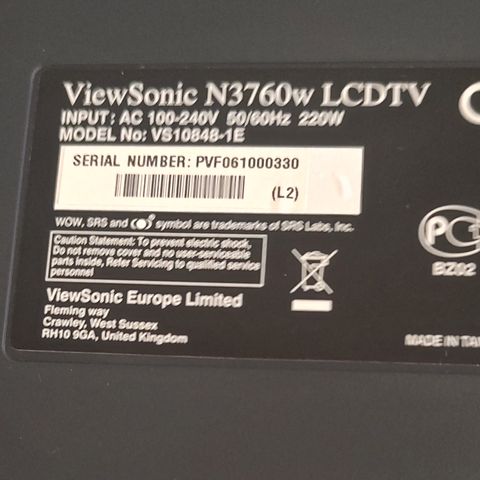 ViewSonic N3760w LCDTV
INPUT: AC 100-240V 50/60Hz 220W
MODEL No: VS10848-1E
SERIAL NUMBER: PVF061000330
(L2)
WOW, SRS and symbol are trademarks of SRS Labs, Inc.
Caution Statement: To prevent electric shock,
Do not remove cover and no user-serviceable
parts inside, Refer Servicing to qualified service
personnel
PC
BZ02
ViewSonic Europe Limited
Fleming way
Crawley, West Sussex
RH10 9GA, United Kingdom
MADE IN